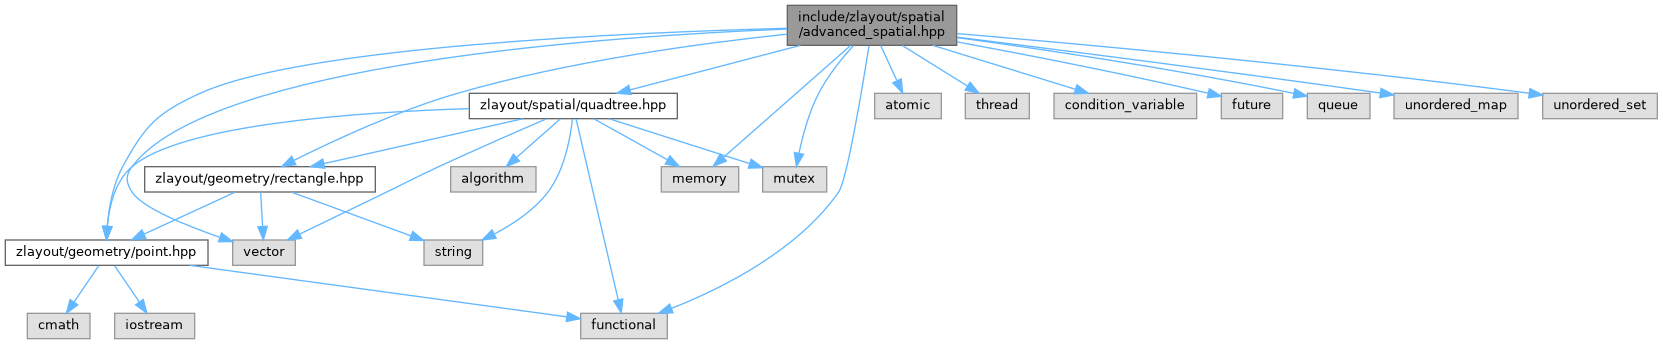 include/zlayout/spatial
/advanced_spatial.hpp
zlayout/spatial/quadtree.hpp
atomic
thread
condition_variable
future
queue
unordered_map
unordered_set
zlayout/geometry/rectangle.hpp
algorithm
memory
mutex
zlayout/geometry/point.hpp
vector
string
cmath
iostream
functional